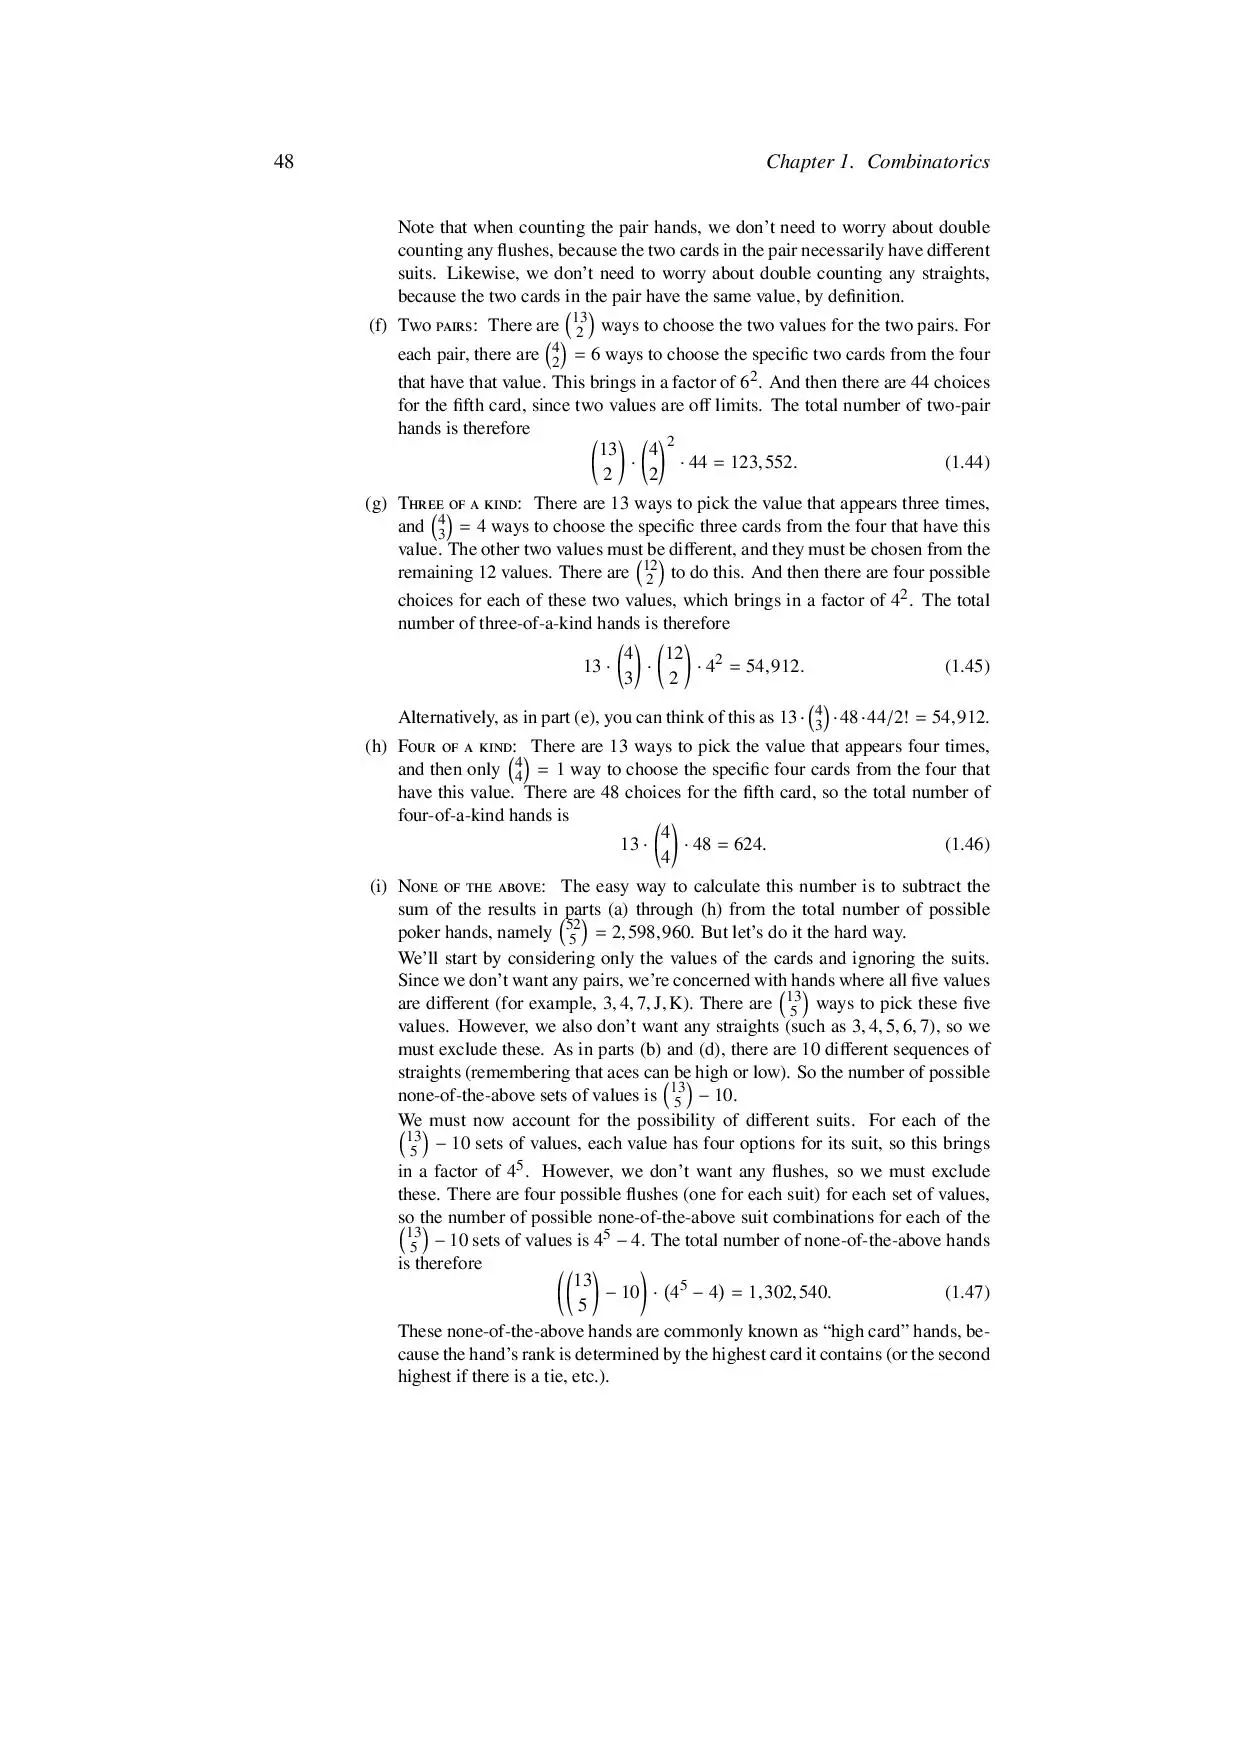 48 Chapter 1. Combinatorics
Note that when counting the pair hands, we don't need to worry about double
counting any flushes, because the two cards in the pair necessarily have different
suits. Likewise, we don't need to worry about double counting any straights,
because the two cards in the pair have the same value, by definition.
(f) Two pairs: There are $\binom{13}{2}$ ways to choose the two values for the two pairs. For
each pair, there are $\binom{4}{2}$ = 6 ways to choose the specific two cards from the four
that have that value. This brings in a factor of 6². And then there are 44 choices
for the fifth card, since two values are off limits. The total number of two-pair
hands is therefore
$\binom{13}{2} \cdot \binom{4}{2}^2 \cdot 44 = 123,552.$ (1.44)
(g) Three of a kind: There are 13 ways to pick the value that appears three times,
and $\binom{4}{3}$ = 4 ways to choose the specific three cards from the four that have this
value. The other two values must be different, and they must be chosen from the
remaining 12 values. There are $\binom{12}{2}$ to do this. And then there are four possible
choices for each of these two values, which brings in a factor of 4². The total
number of three-of-a-kind hands is therefore
$13 \cdot \binom{4}{3} \cdot \binom{12}{2} \cdot 4^2 = 54,912.$ (1.45)
Alternatively, as in part (e), you can think of this as $13 \cdot \binom{4}{3} \cdot 48 \cdot 44/2! = 54,912.$
(h) Four of a kind: There are 13 ways to pick the value that appears four times,
and then only $\binom{4}{4}$ = 1 way to choose the specific four cards from the four that
have this value. There are 48 choices for the fifth card, so the total number of
four-of-a-kind hands is
$13 \cdot \binom{4}{4} \cdot 48 = 624.$ (1.46)
(i) None of the above: The easy way to calculate this number is to subtract the
sum of the results in parts (a) through (h) from the total number of possible
poker hands, namely $\binom{52}{5}$ = 2,598,960. But let's do it the hard way.
We'll start by considering only the values of the cards and ignoring the suits.
Since we don't want any pairs, we're concerned with hands where all five values
are different (for example, 3, 4, 7, J, K). There are $\binom{13}{5}$ ways to pick these five
values. However, we also don't want any straights (such as 3, 4, 5, 6, 7), so we
must exclude these. As in parts (b) and (d), there are 10 different sequences of
straights (remembering that aces can be high or low). So the number of possible
none-of-the-above sets of values is $\binom{13}{5}$ − 10.
We must now account for the possibility of different suits. For each of the
$\binom{13}{5}$ − 10 sets of values, each value has four options for its suit, so this brings
in a factor of 4⁵. However, we don't want any flushes, so we must exclude
these. There are four possible flushes (one for each suit) for each set of values,
so the number of possible none-of-the-above suit combinations for each of the
$\binom{13}{5}$ − 10 sets of values is 4⁵ − 4. The total number of none-of-the-above hands
is therefore
$\left(\binom{13}{5} - 10\right) \cdot (4^5 - 4) = 1,302,540.$ (1.47)
These none-of-the-above hands are commonly known as “high card” hands, be-
cause the hand's rank is determined by the highest card it contains (or the second
highest if there is a tie, etc.).